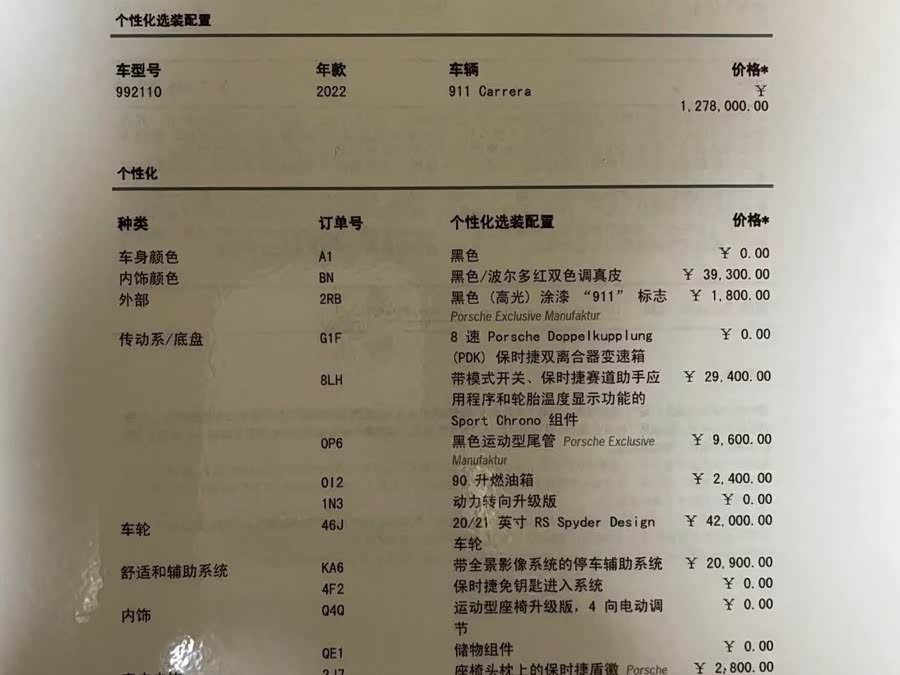 个性化选装配置
车型号 年款 车辆 价格*
992110 2022 911 Carrera ¥
1,278,000.00
个性化
种类 订单号 个性化选装配置 价格*
车身颜色 A1 黑色 ¥ 0.00
内饰颜色 BN 黑色/波尔多红双色调真皮 ¥ 39,300.00
外部 2RB 黑色 (高光) 涂漆 “911” 标志 ¥ 1,800.00
Porsche Exclusive Manufaktur
传动系/底盘 G1F 8 速 Porsche Doppelkupplung ¥ 0.00
(PDK) 保时捷双离合器变速箱
8LH 带模式开关、保时捷赛道助手应 ¥ 29,400.00
用程序和轮胎温度显示功能的
Sport Chrono 组件
0P6 黑色运动型尾管 Porsche Exclusive ¥ 9,600.00
Manufaktur
0I2 90 升燃油箱 ¥ 2,400.00
1N3 动力转向升级版 ¥ 0.00
车轮 46J 20/21 英寸 RS Spyder Design ¥ 42,000.00
车轮
舒适和辅助系统 KA6 带全景影像系统的停车辅助系统 ¥ 20,900.00
4F2 保时捷免钥匙进入系统 ¥ 0.00
内饰 Q4Q 运动型座椅升级版，4 向电动调 ¥ 0.00
节
QE1 储物组件 ¥ 0.00
座椅头枕上的保时捷盾徽 Porsche ¥ 2,800.00